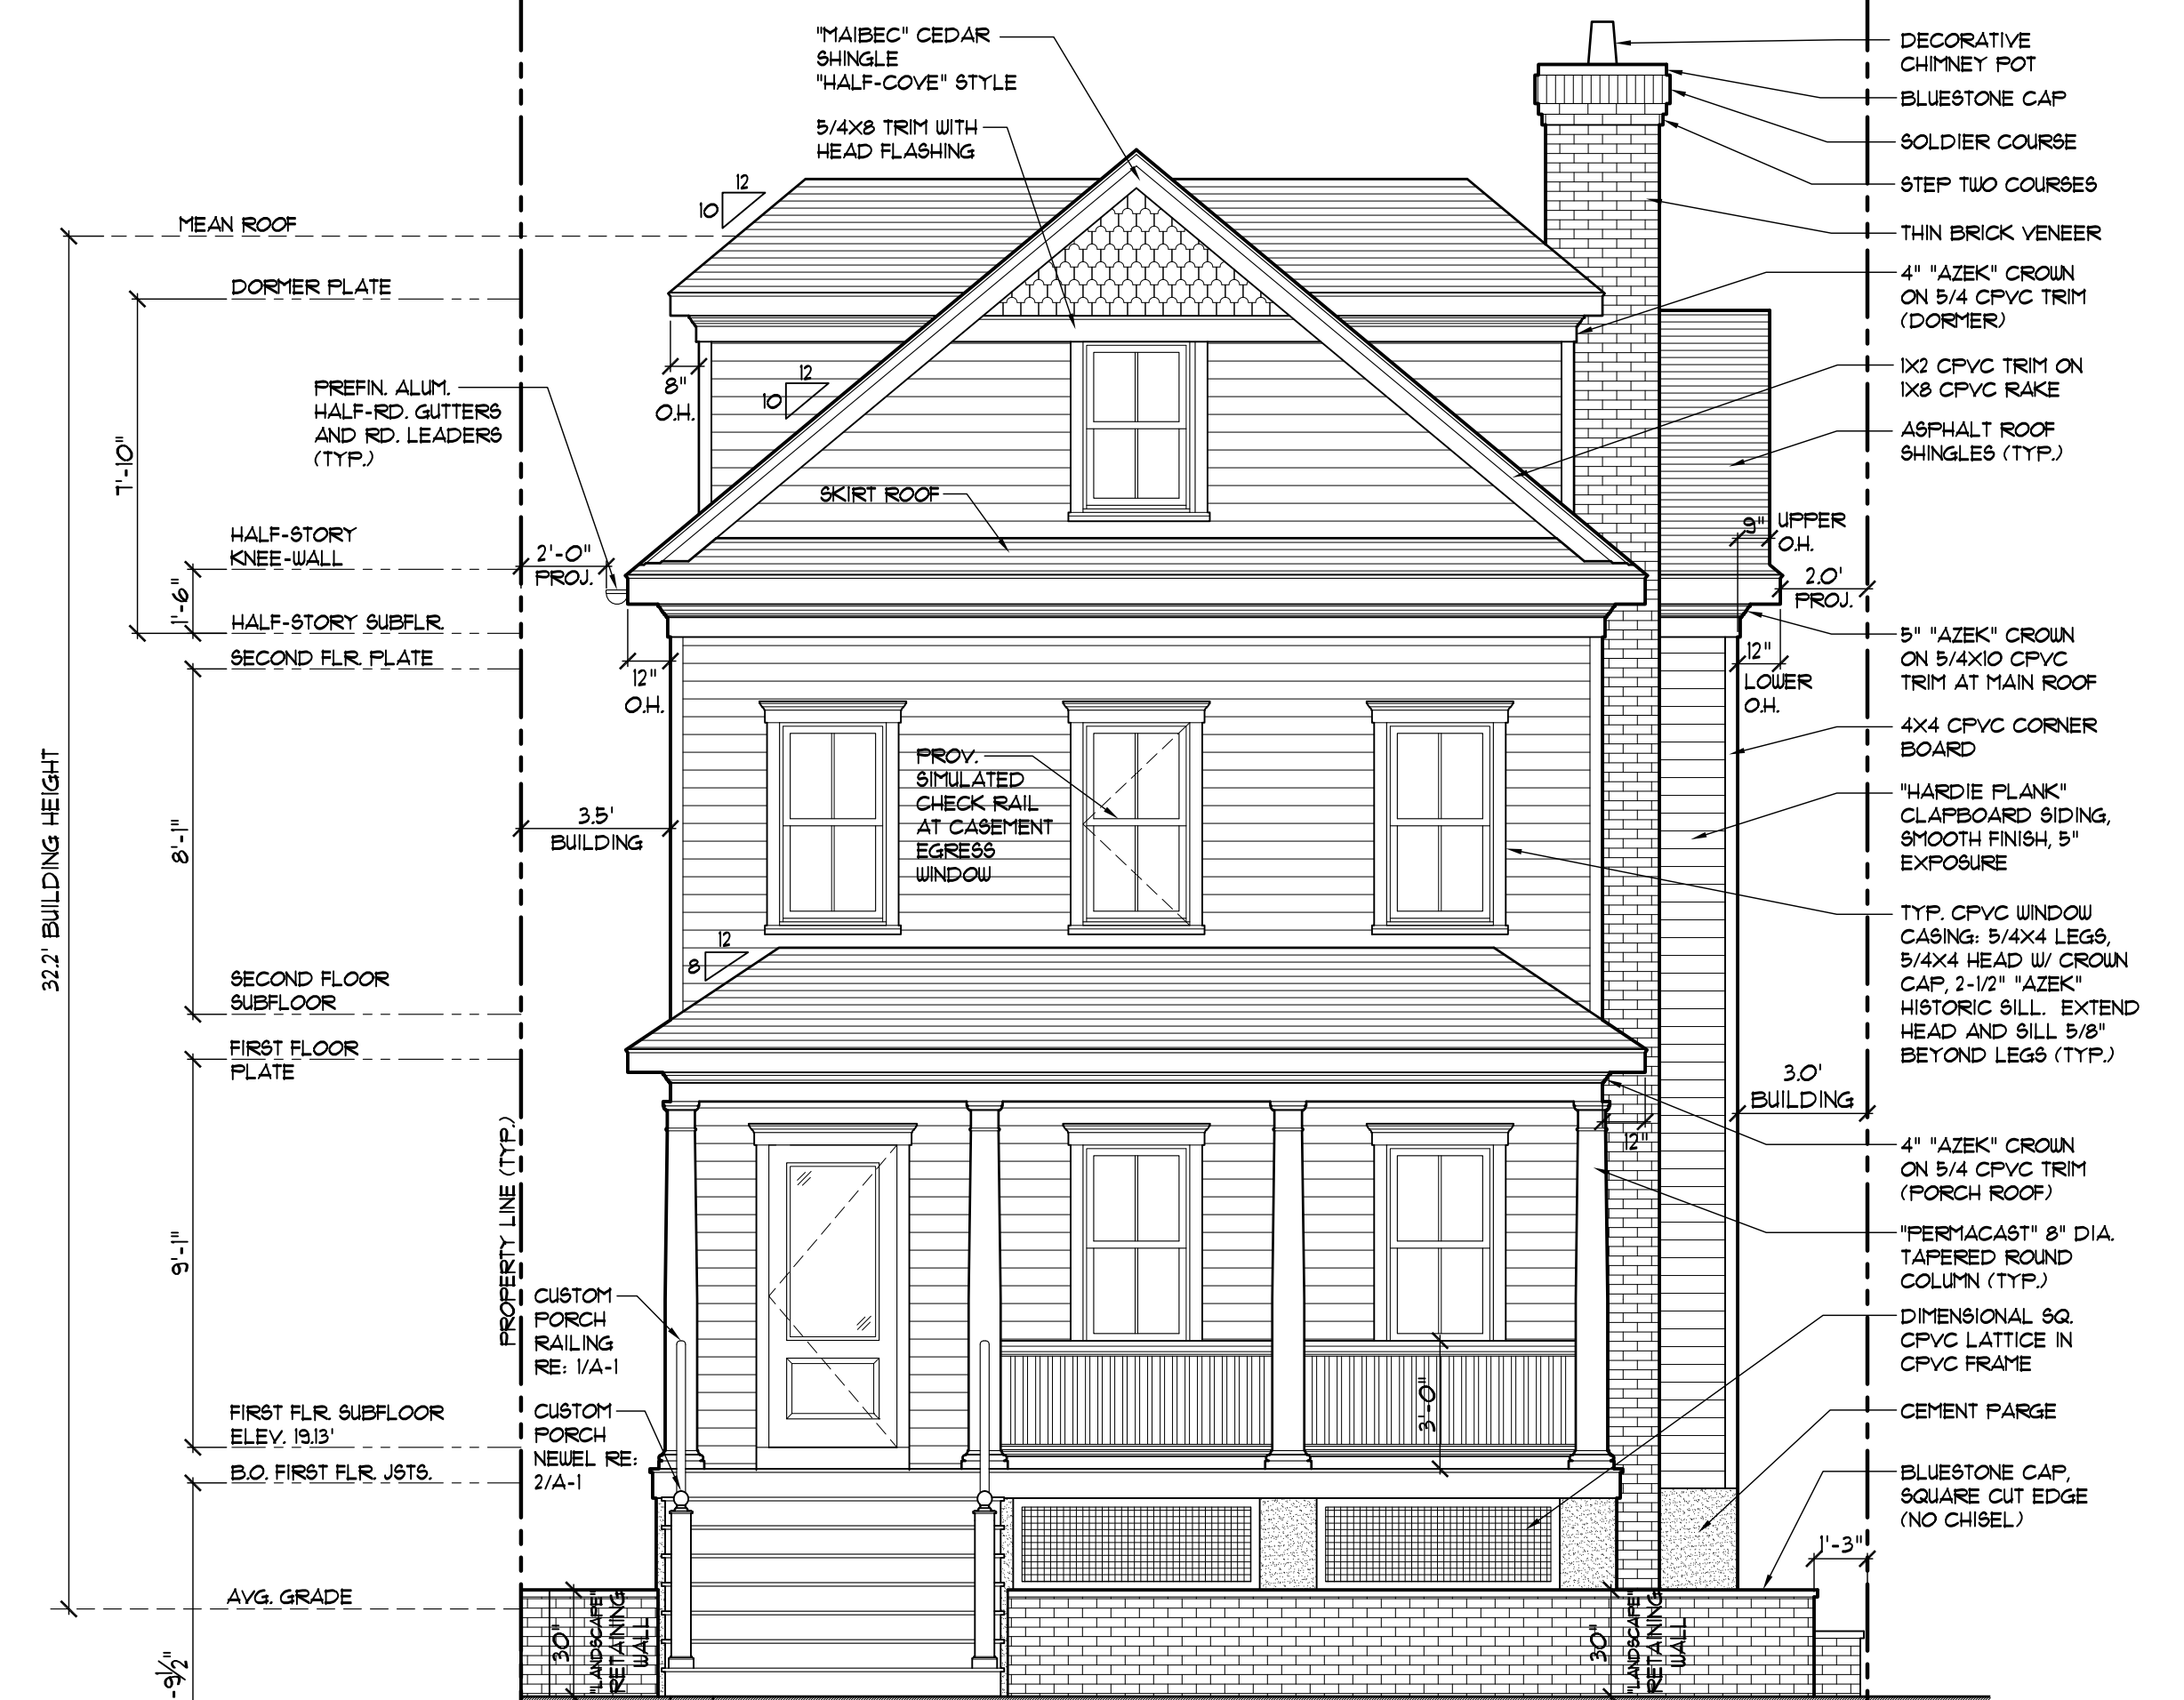 "MAIBEC" CEDAR
SHINGLE
"HALF-COVE" STYLE
5/4X8 TRIM WITH
HEAD FLASHING
12
10
MEAN ROOF
DORMER PLATE
8"
O.H.
12
10
PREFIN. ALUM.
HALF-RD. GUTTERS
AND RD. LEADERS
(TYP.)
7'-10"
SKIRT ROOF
HALF-STORY
KNEE-WALL
2'-0"
PROJ.
1'-6"
HALF-STORY SUBFLR.
SECOND FLR. PLATE
12"
O.H.
32.2' BUILDING HEIGHT
8'-1"
3.5'
BUILDING
PROV.
SIMULATED
CHECK RAIL
AT CASEMENT
EGRESS
WINDOW
12
8
SECOND FLOOR
SUBFLOOR
FIRST FLOOR
PLATE
9'-1"
PROPERTY LINE (TYP.)
CUSTOM
PORCH
RAILING
RE: 1/A-1
CUSTOM
PORCH
NEWEL RE:
2/A-1
FIRST FLR. SUBFLOOR
ELEV. 19.13'
B.O. FIRST FLR. JSTS.
AVG. GRADE
-9½"
30"
"LANDSCAPE"
RETAINING
WALL
3'-0"
12"
30"
"LANDSCAPE"
RETAINING
WALL
DECORATIVE
CHIMNEY POT
BLUESTONE CAP
SOLDIER COURSE
STEP TWO COURSES
THIN BRICK VENEER
4" "AZEK" CROWN
ON 5/4 CPVC TRIM
(DORMER)
1X2 CPVC TRIM ON
1X8 CPVC RAKE
ASPHALT ROOF
SHINGLES (TYP.)
9"
UPPER
O.H.
2.0'
PROJ.
12"
LOWER
O.H.
5" "AZEK" CROWN
ON 5/4X10 CPVC
TRIM AT MAIN ROOF
4X4 CPVC CORNER
BOARD
"HARDIE PLANK"
CLAPBOARD SIDING,
SMOOTH FINISH, 5"
EXPOSURE
TYP. CPVC WINDOW
CASING: 5/4X4 LEGS,
5/4X4 HEAD W/ CROWN
CAP, 2-1/2" "AZEK"
HISTORIC SILL. EXTEND
HEAD AND SILL 5/8"
BEYOND LEGS (TYP.)
3.0'
BUILDING
4" "AZEK" CROWN
ON 5/4 CPVC TRIM
(PORCH ROOF)
"PERMACAST" 8" DIA.
TAPERED ROUND
COLUMN (TYP.)
DIMENSIONAL SQ.
CPVC LATTICE IN
CPVC FRAME
CEMENT PARGE
BLUESTONE CAP,
SQUARE CUT EDGE
(NO CHISEL)
1'-3"